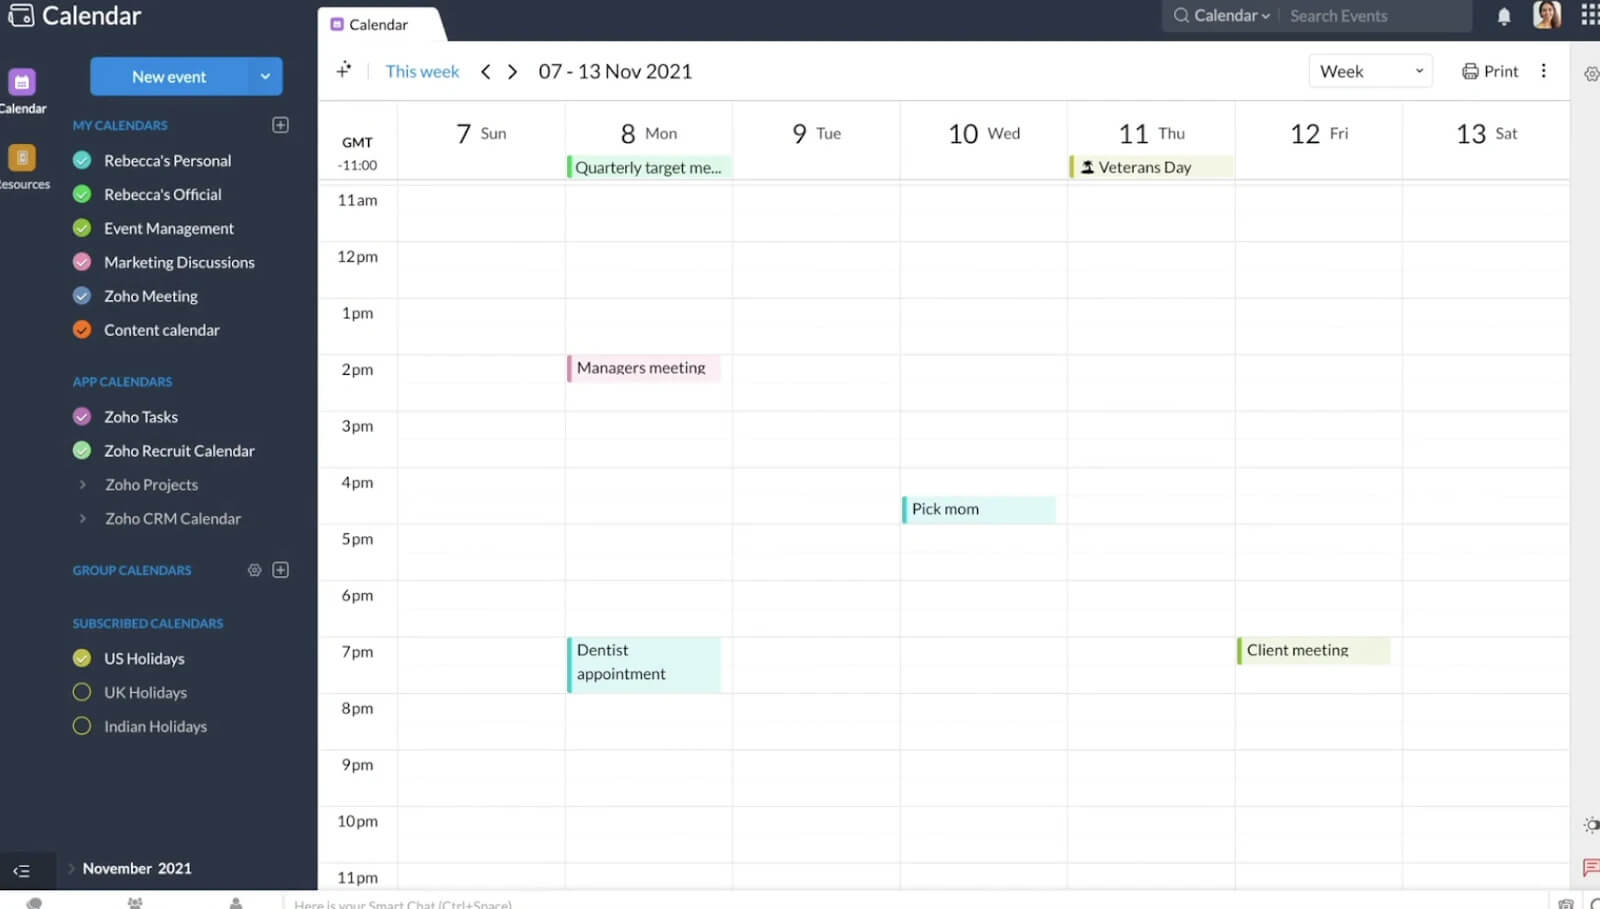 Calendar
Calendar
Calendar
Search Events
New event
This week
07 - 13 Nov 2021
Week
Print
Calendar
Resources
MY CALENDARS
Rebecca's Personal
Rebecca's Official
Event Management
Marketing Discussions
Zoho Meeting
Content calendar
APP CALENDARS
Zoho Tasks
Zoho Recruit Calendar
Zoho Projects
Zoho CRM Calendar
GROUP CALENDARS
SUBSCRIBED CALENDARS
US Holidays
UK Holidays
Indian Holidays
November 2021
GMT
-11:00
7 Sun
8 Mon
9 Tue
10 Wed
11 Thu
12 Fri
13 Sat
Quarterly target me...
Veterans Day
11am
12pm
1pm
2pm
Managers meeting
3pm
4pm
Pick mom
5pm
6pm
7pm
Dentist
appointment
Client meeting
8pm
9pm
10pm
11pm
Here is your Smart Chat (Ctrl+Space)